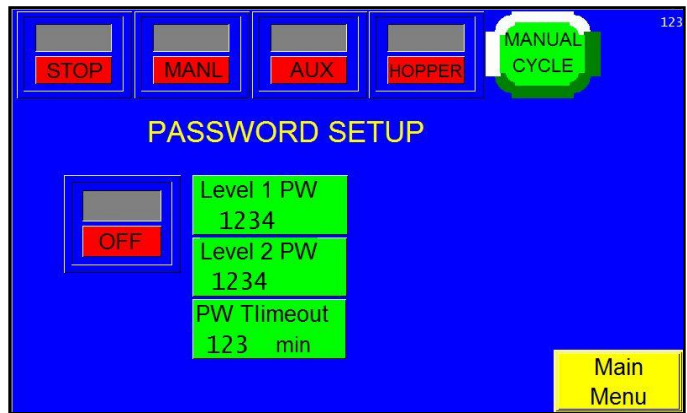 STOP
MANL
AUX
HOPPER
MANUAL
CYCLE
123
PASSWORD SETUP
OFF
Level 1 PW
1234
Level 2 PW
1234
PW TIimeout
123 min
Main
Menu